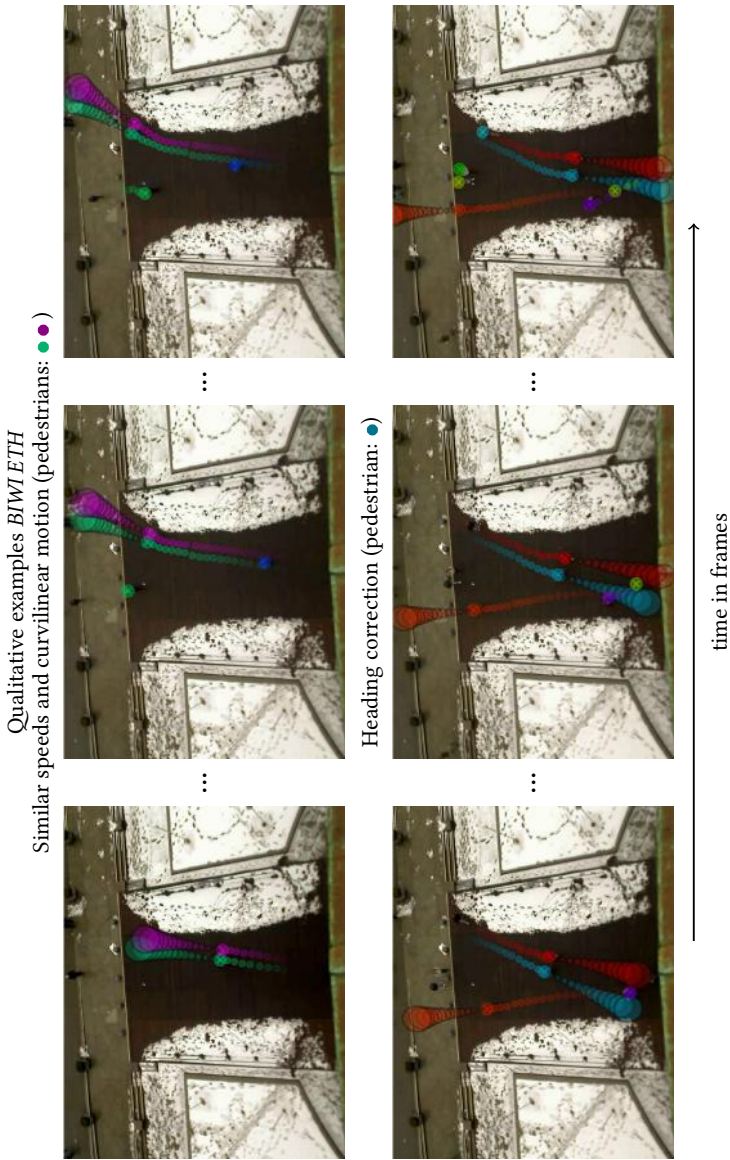 Qualitative examples BIWI ETH
Similar speeds and curvilinear motion (pedestrians: ●●)
... ...
Heading correction (pedestrian: ●)
... ...
time in frames